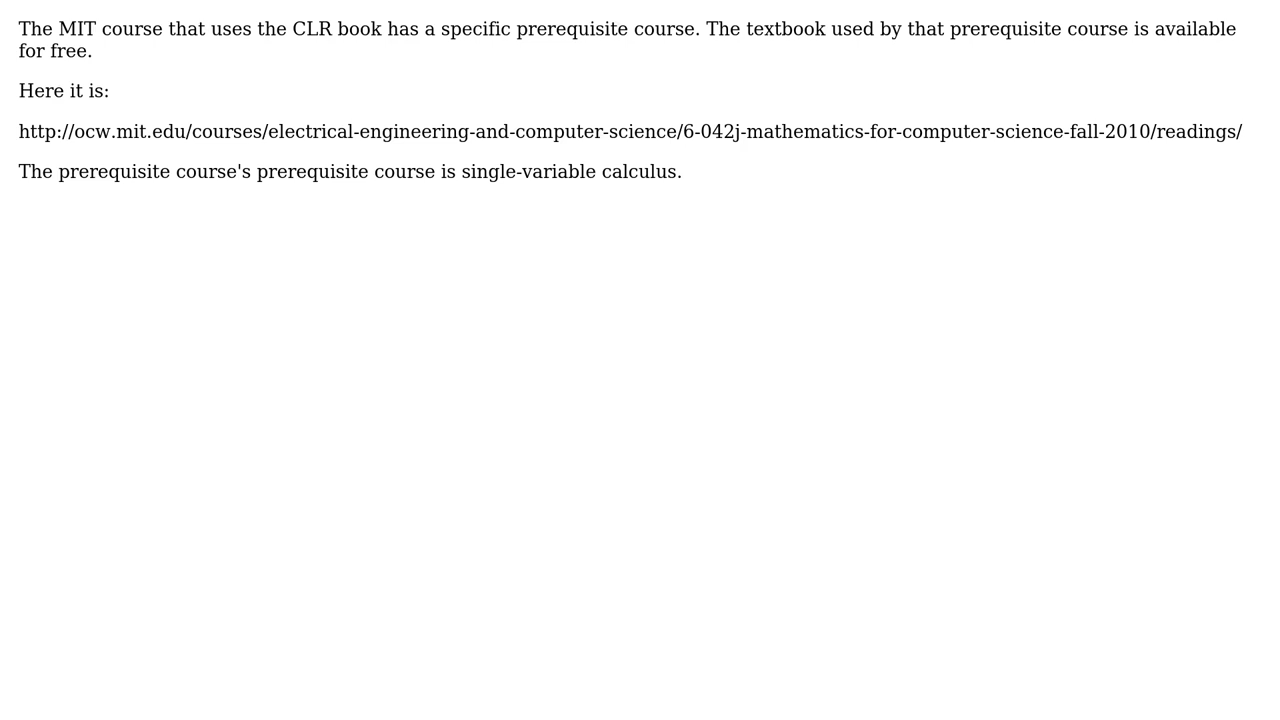 The MIT course that uses the CLR book has a specific prerequisite course. The textbook used by that prerequisite course is available
for free.
Here it is:
http://ocw.mit.edu/courses/electrical-engineering-and-computer-science/6-042j-mathematics-for-computer-science-fall-2010/readings/
The prerequisite course's prerequisite course is single-variable calculus.